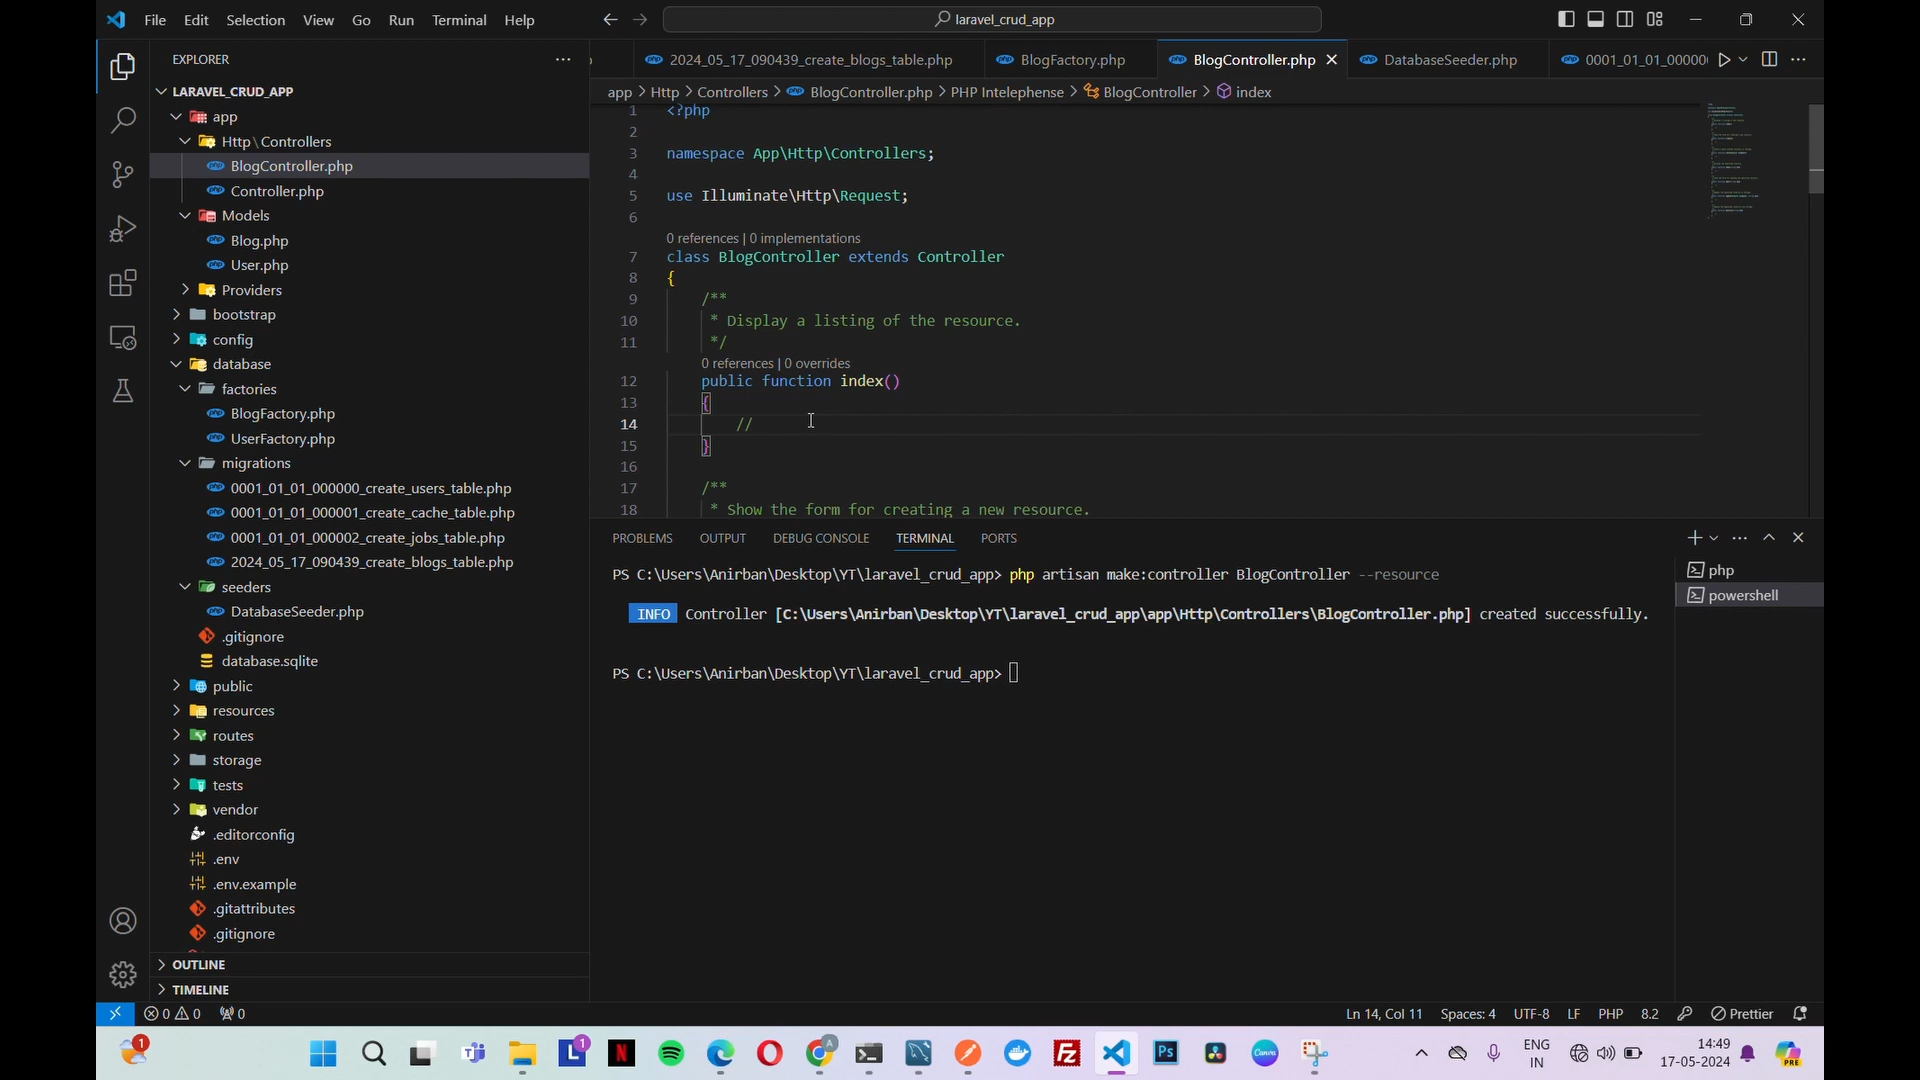 File Edit Selection View Go Run Terminal Help
laravel_crud_app
EXPLORER
2024_05_17_090439_create_blogs_table.php
BlogFactory.php
BlogController.php
DatabaseSeeder.php
0001_01_01_00000
app > Http > Controllers > BlogController.php > PHP Intelephense > BlogController > index
LARAVEL_CRUD_APP
app
Http \ Controllers
BlogController.php
Controller.php
Models
Blog.php
User.php
Providers
bootstrap
config
database
factories
BlogFactory.php
UserFactory.php
migrations
0001_01_01_000000_create_users_table.php
0001_01_01_000001_create_cache_table.php
0001_01_01_000002_create_jobs_table.php
2024_05_17_090439_create_blogs_table.php
seeders
DatabaseSeeder.php
.gitignore
database.sqlite
public
resources
routes
storage
tests
vendor
.editorconfig
.env
.env.example
.gitattributes
.gitignore
OUTLINE
TIMELINE
1 <?php
2
3 namespace App\Http\Controllers;
4
5 use Illuminate\Http\Request;
6
0 references | 0 implementations
7 class BlogController extends Controller
8 {
9 /**
10 * Display a listing of the resource.
11 */
0 references | 0 overrides
12 public function index()
13 {
14 //
15 }
16
17 /**
18 * Show the form for creating a new resource.
PROBLEMS OUTPUT DEBUG CONSOLE TERMINAL PORTS
PS C:\Users\Anirban\Desktop\YT\laravel_crud_app> php artisan make:controller BlogController --resource
INFO Controller [C:\Users\Anirban\Desktop\YT\laravel_crud_app\app\Http\Controllers\BlogController.php] created successfully.
PS C:\Users\Anirban\Desktop\YT\laravel_crud_app>
php
powershell
0 0 0
Ln 14, Col 11 Spaces: 4 UTF-8 LF PHP 8.2 Prettier
1
L 1
N
A
Fz
Ps
Canva
ENG
IN
14:49
17-05-2024
PRE